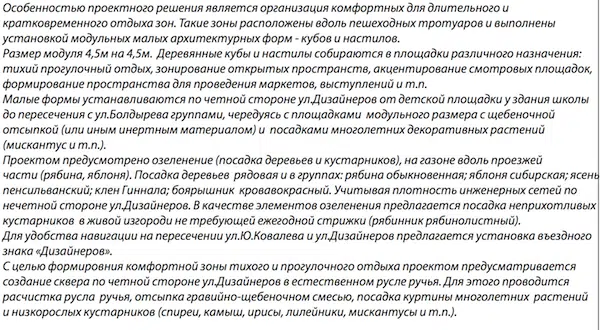 Особенностью проектного решения является организация комфортных для длительного и
кратковременного отдыха зон. Такие зоны расположены вдоль пешеходных тротуаров и выполнены
установкой модульных малых архитектурных форм - кубов и настилов.
Размер модуля 4,5м на 4,5м. Деревянные кубы и настилы собираются в площадки различного назначения:
тихий прогулочный отдых, зонирование открытых пространств, акцентирование смотровых площадок,
формирование пространства для проведения маркетов, выступлений и т.п..
Малые формы устанавливаются по четной стороне ул.Дизайнеров от детской площадки у здания школы
до пересечения с ул.Болдырева группами, чередуясь с площадками модульного размера с щебеночной
отсыпкой (или иным инертным материалом) и посадками многолетних декоративных растений
(мискантус и т.п.).
Проектом предусмотрено озеленение (посадка деревьев и кустарников), на газоне вдоль проезжей
части (рябина, яблоня). Посадка деревьев рядовая и в группах: рябина обыкновенная; яблоня сибирская; ясень
пенсильванский; клен Гиннала; боярышник кровавокрасный. Учитывая плотность инженерных сетей по
нечетной стороне ул.Дизайнеров. В качестве элементов озеленения предлагается посадка неприхотливых
кустарников в живой изгороди не требующей ежегодной стрижки (рябинник рябинолистный).
Для удобства навигации на пересечении ул.Ю.Ковалева и ул.Дизайнеров предлагается установка въездного
знака «Дизайнеров».
С целью формировния комфортной зоны тихого и прогулочного отдыха проектом предусматривается
создание сквера по четной стороне ул.Дизайнеров в естественном русле ручья. Для этого проводится
расчистка русла ручья, отсыпка гравийно-щебеночном смесью, посадка куртины многолетних растений
и низкорослых кустарников (спиреи, камыш, ирисы, лилейники, мискантусы и т.п.).